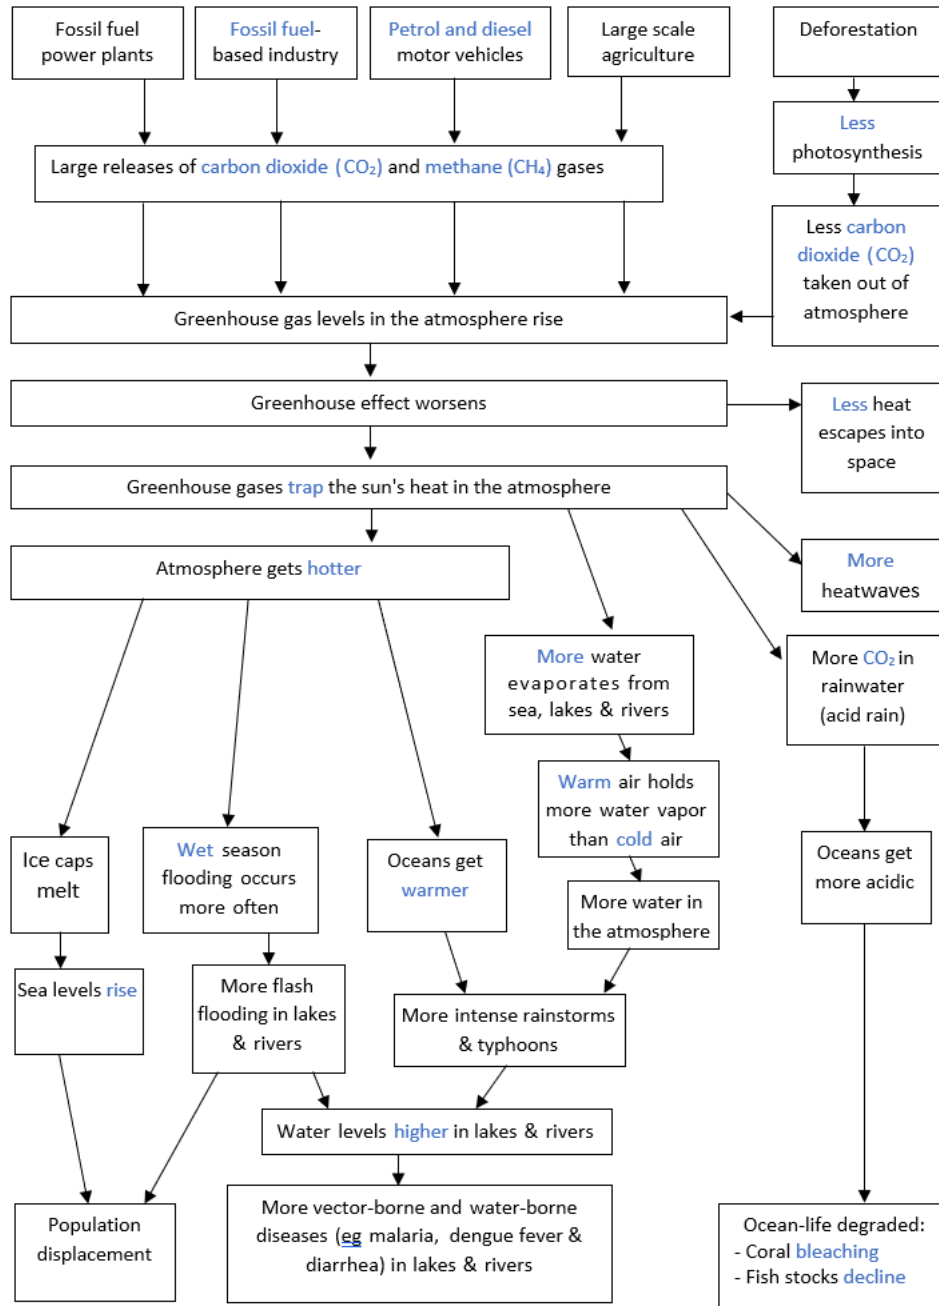 Fossil fuel
power plants
Fossil fuel-
based industry
Petrol and diesel
motor vehicles
Large scale
agriculture
Deforestation
Less
photosynthesis
Large releases of carbon dioxide (CO₂) and methane (CH₄) gases
Less carbon
dioxide (CO₂)
taken out of
atmosphere
Greenhouse gas levels in the atmosphere rise
Greenhouse effect worsens
Less heat
escapes into
space
Greenhouse gases trap the sun's heat in the atmosphere
Atmosphere gets hotter
More
heatwaves
More water
evaporates from
sea, lakes & rivers
More CO₂ in
rainwater
(acid rain)
Warm air holds
more water vapor
than cold air
Ice caps
melt
Wet season
flooding occurs
more often
Oceans get
warmer
Oceans get
more acidic
More water in
the atmosphere
Sea levels rise
More flash
flooding in lakes
& rivers
More intense rainstorms
& typhoons
Water levels higher in lakes & rivers
Population
displacement
More vector-borne and water-borne
diseases (eg malaria, dengue fever &
diarrhea) in lakes & rivers
Ocean-life degraded:
- Coral bleaching
- Fish stocks decline